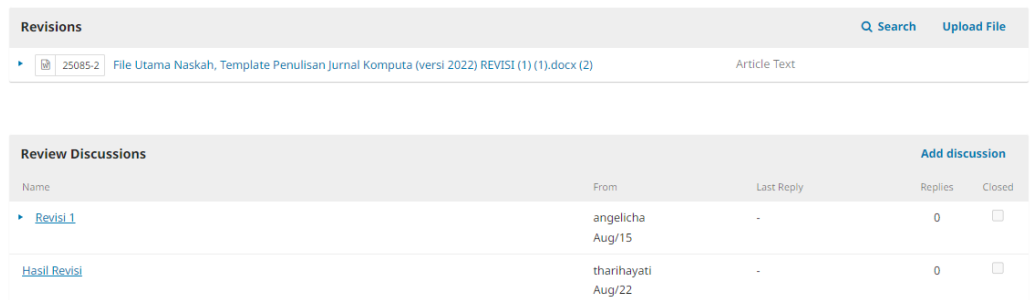 Revisions Search Upload File
25085-2 File Utama Naskah, Template Penulisan Jurnal Komputa (versi 2022) REVISI (1) (1).docx (2) Article Text
Review Discussions Add discussion
Name From Last Reply Replies Closed
Revisi 1 angelicha - 0
Aug/15
Hasil Revisi tharihayati - 0
Aug/22